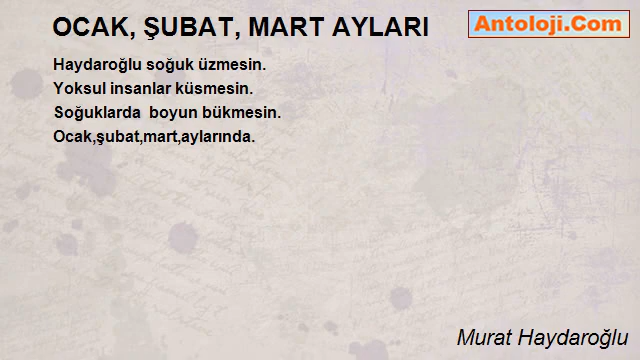 OCAK, ŞUBAT, MART AYLARI
Antoloji.Com
Haydaroğlu soğuk üzmesin.
Yoksul insanlar küsmesin.
Soğuklarda  boyun bükmesin.
Ocak,şubat,mart,aylarında.
Murat Haydaroğlu